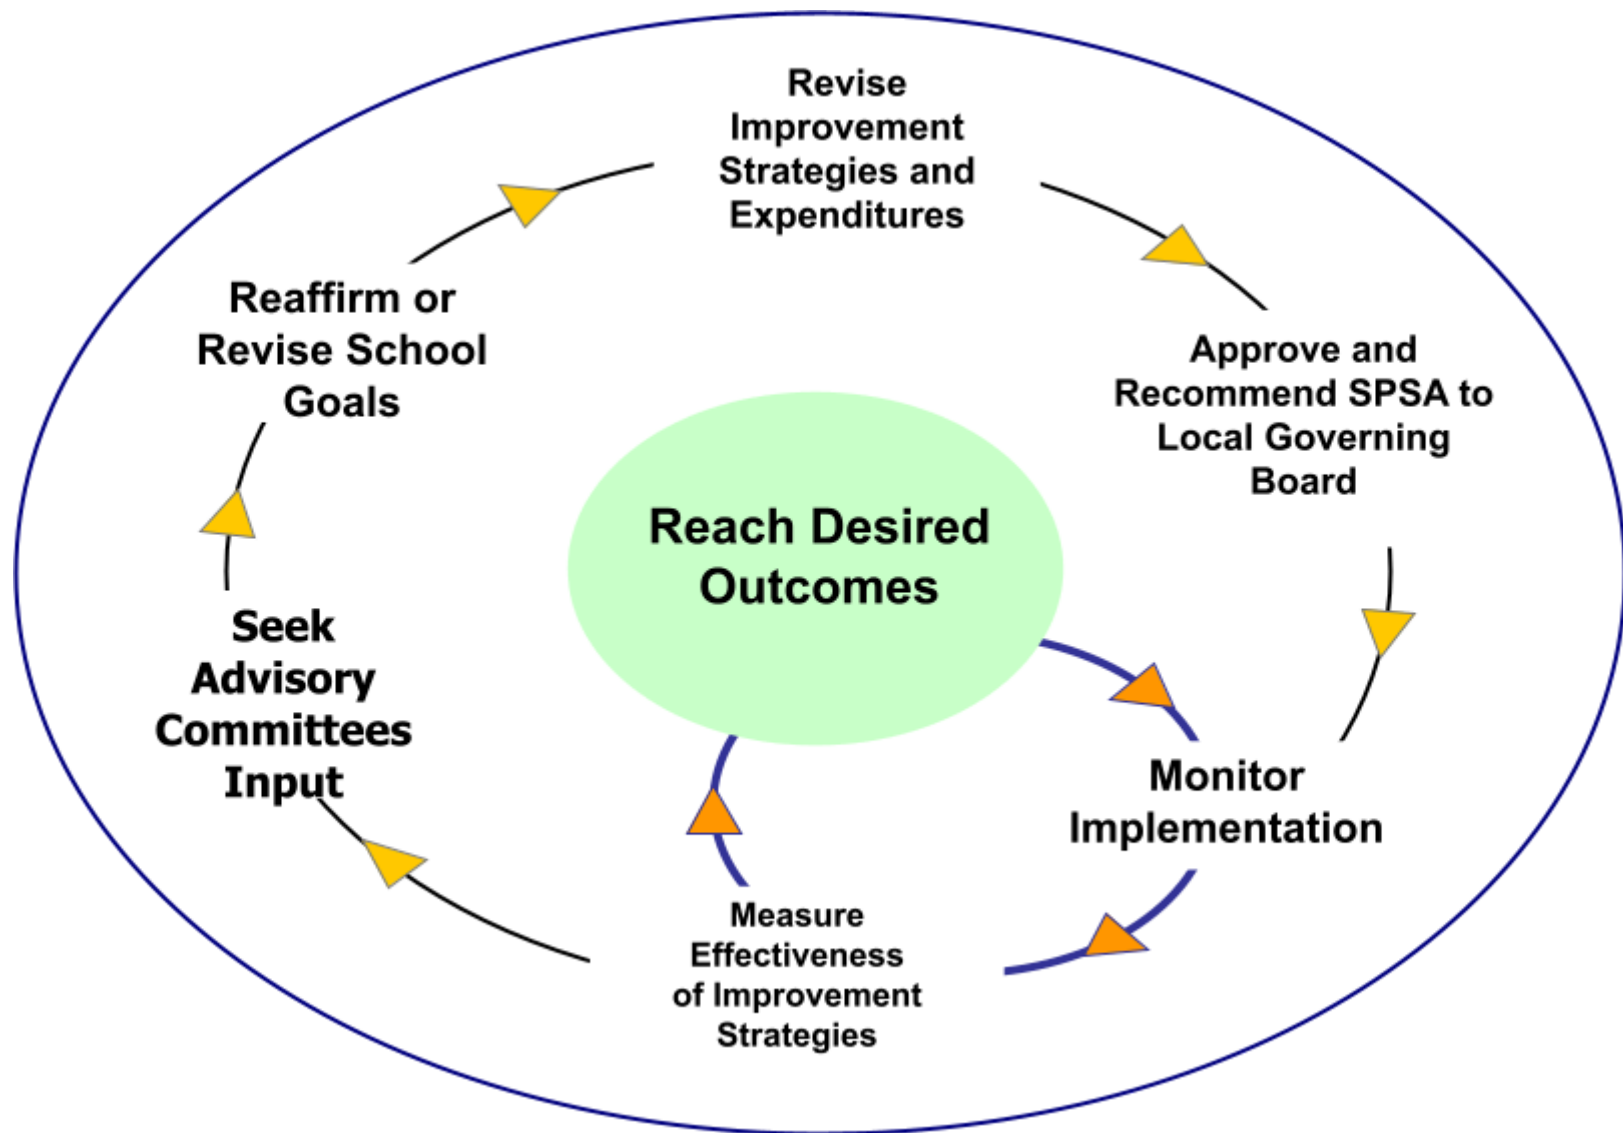 Revise
Improvement
Strategies and
Expenditures
Reaffirm or
Revise School
Goals
Approve and
Recommend SPSA to
Local Governing
Board
Reach Desired
Outcomes
Seek
Advisory
Committees
Input
Monitor
Implementation
Measure
Effectiveness
of Improvement
Strategies